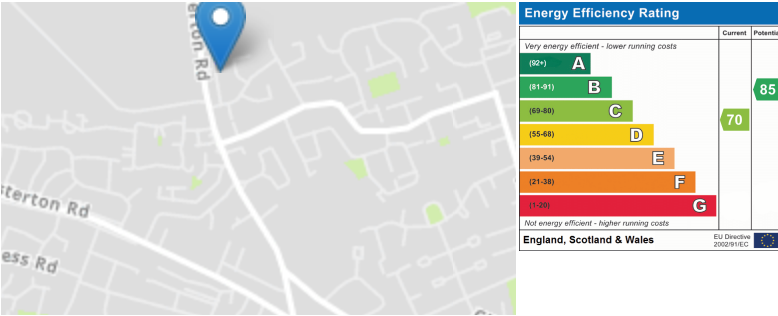 terton Rd
sterton Rd
ess Rd
Energy Efficiency Rating
Current Potentia
Very energy efficient - lower running costs
(92+) A
(81-91) B
85
(69-80) C
70
(55-68) D
(39-54) E
(21-38) F
(1-20) G
Not energy efficient - higher running costs
England, Scotland & Wales
EU Directive
2002/91/EC